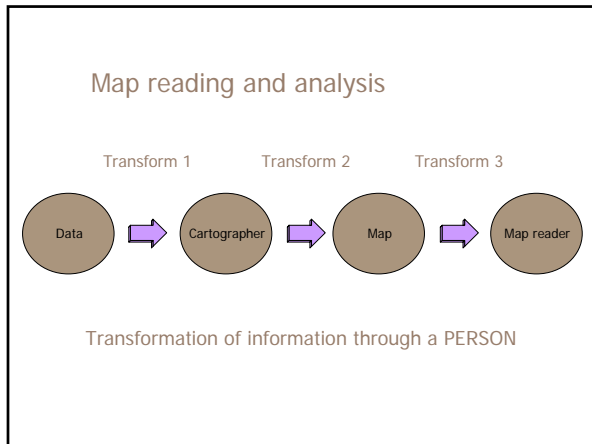 Map reading and analysis
Transform 1 Transform 2 Transform 3
Data Cartographer Map Map reader
Transformation of information through a PERSON